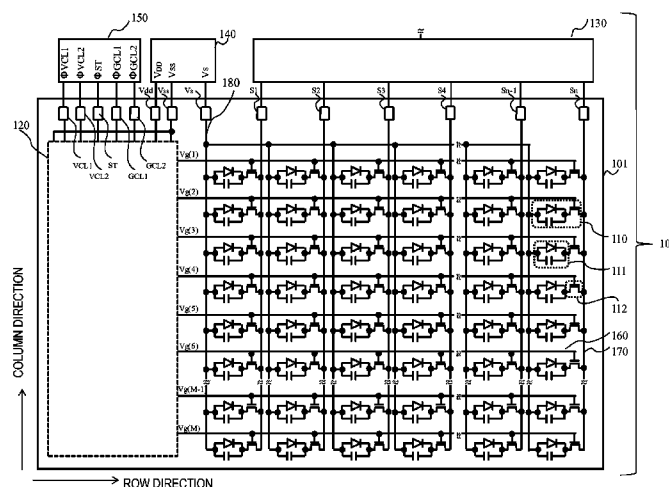 150
140
130
ΦVCL1 ΦVCL2 ΦST ΦGCL1 ΦGCL2
VDD VSS VS
Vdd Vss Vs 180 S1 S2 S3 S4 Sn-1 Sn
120
101
VCL1 VCL2 ST GCL1 GCL2
Vg(1)
Vg(2)
110
Vg(3)
10
111
Vg(4)
112
Vg(5)
160
Vg(6)
170
Vg(M-1)
Vg(M)
COLUMN DIRECTION
ROW DIRECTION